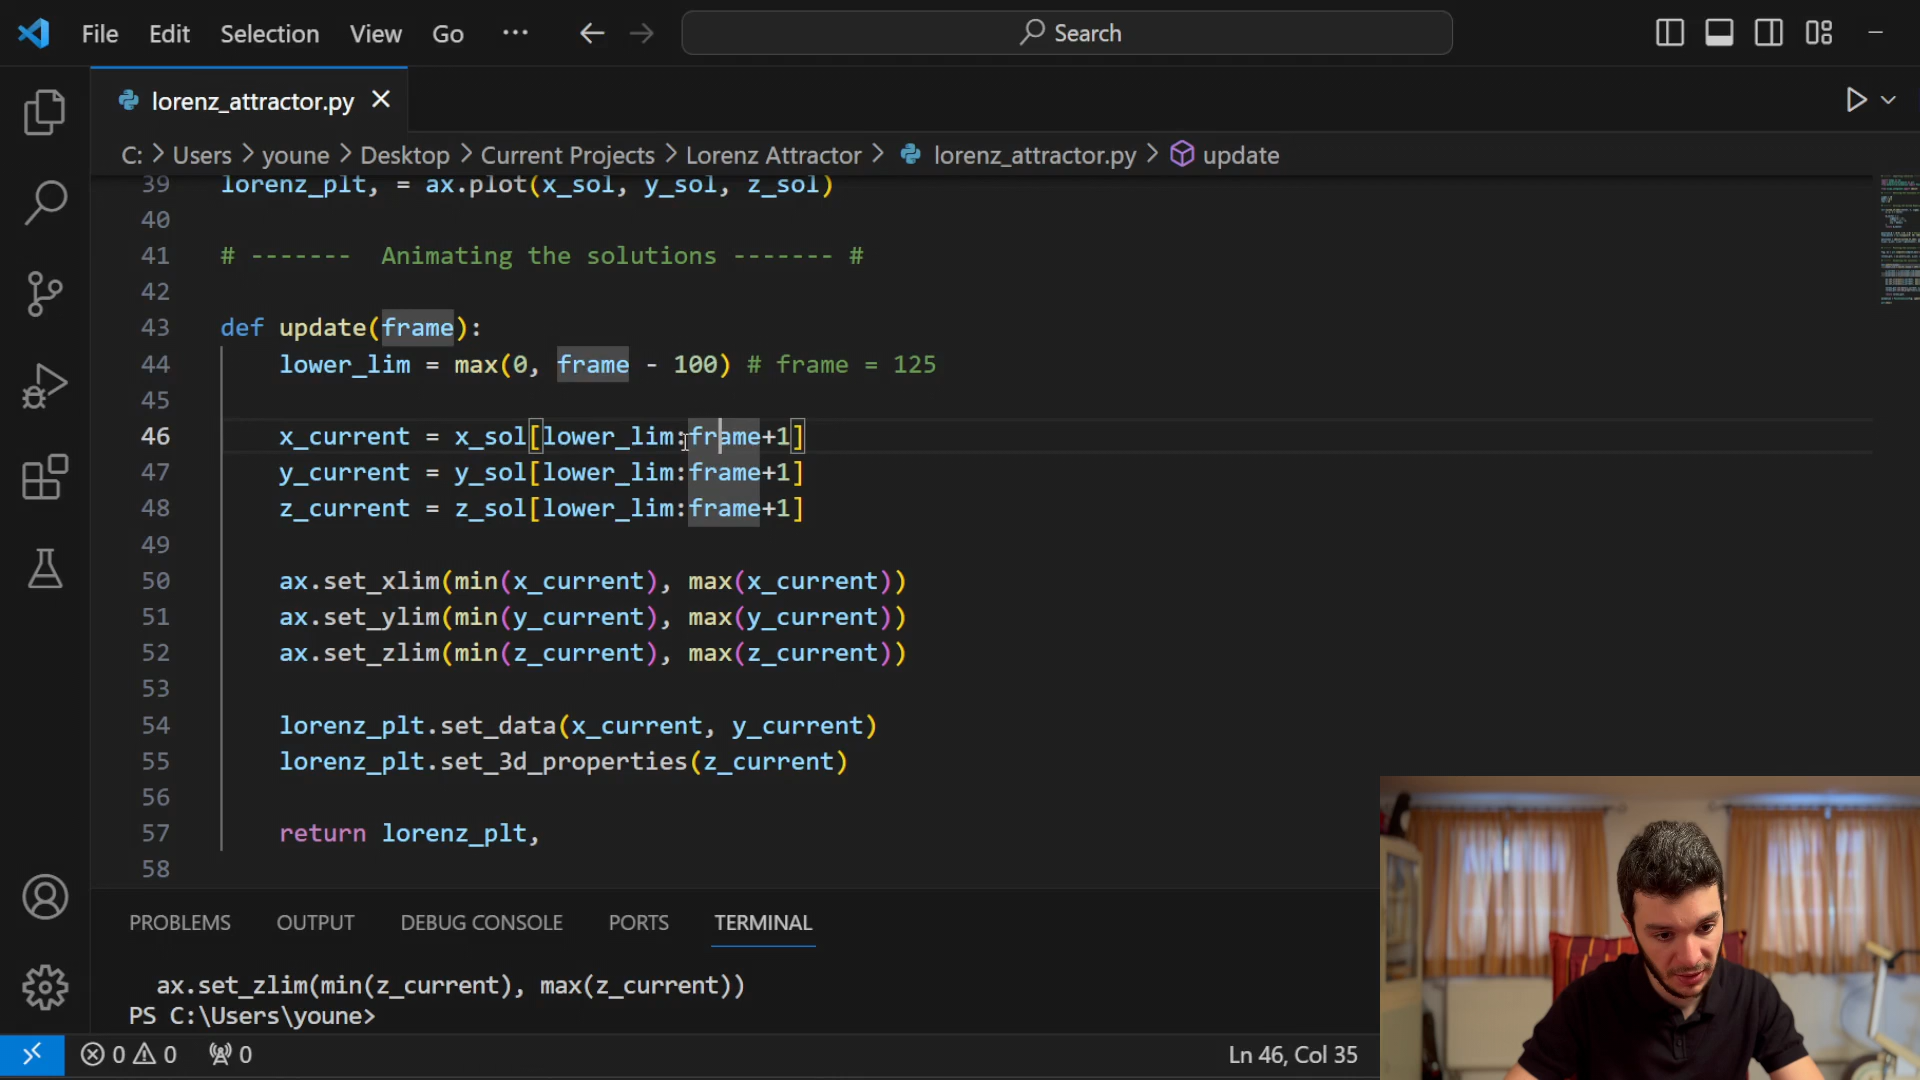 File Edit Selection View Go ... Search
lorenz_attractor.py
C: > Users > youne > Desktop > Current Projects > Lorenz Attractor > lorenz_attractor.py > update
39 lorenz_plt, = ax.plot(x_sol, y_sol, z_sol)
40
41 # ------- Animating the solutions ------- #
42
43 def update(frame):
44 lower_lim = max(0, frame - 100) # frame = 125
45
46 x_current = x_sol[lower_lim:frame+1]
47 y_current = y_sol[lower_lim:frame+1]
48 z_current = z_sol[lower_lim:frame+1]
49
50 ax.set_xlim(min(x_current), max(x_current))
51 ax.set_ylim(min(y_current), max(y_current))
52 ax.set_zlim(min(z_current), max(z_current))
53
54 lorenz_plt.set_data(x_current, y_current)
55 lorenz_plt.set_3d_properties(z_current)
56
57 return lorenz_plt,
58
PROBLEMS OUTPUT DEBUG CONSOLE PORTS TERMINAL
ax.set_zlim(min(z_current), max(z_current))
PS C:\Users\youne>
0 0 0 Ln 46, Col 35